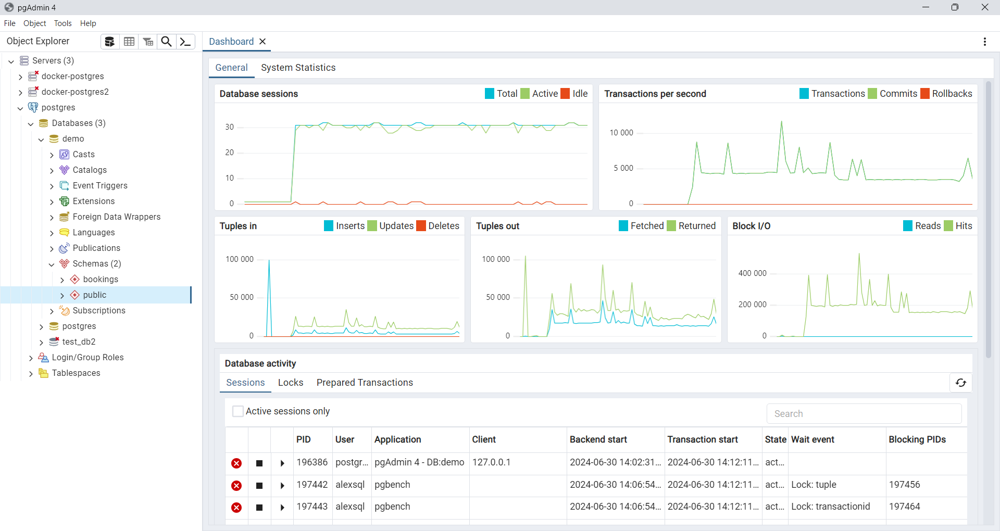 pgAdmin 4
File Object Tools Help
Object Explorer
Dashboard
Servers (3)
docker-postgres
docker-postgres2
postgres
Databases (3)
demo
Casts
Catalogs
Event Triggers
Extensions
Foreign Data Wrappers
Languages
Publications
Schemas (2)
bookings
public
Subscriptions
postgres
test_db2
Login/Group Roles
Tablespaces
General System Statistics
Database sessions Total Active Idle
30
20
10
0
Transactions per second Transactions Commits Rollbacks
10 000
5 000
0
Tuples in Inserts Updates Deletes
100 000
50 000
0
Tuples out Fetched Returned
100 000
50 000
0
Block I/O Reads Hits
400 000
200 000
0
Database activity
Sessions Locks Prepared Transactions
Active sessions only Search
PID User Application Client Backend start Transaction start State Wait event Blocking PIDs
196386 postgr... pgAdmin 4 - DB:demo 127.0.0.1 2024-06-30 14:02:31... 2024-06-30 14:12:11... act...
197442 alexsql pgbench 2024-06-30 14:06:54... 2024-06-30 14:12:11... act... Lock: tuple 197456
197443 alexsql pgbench 2024-06-30 14:06:54... 2024-06-30 14:12:11... act... Lock: transactionid 197464